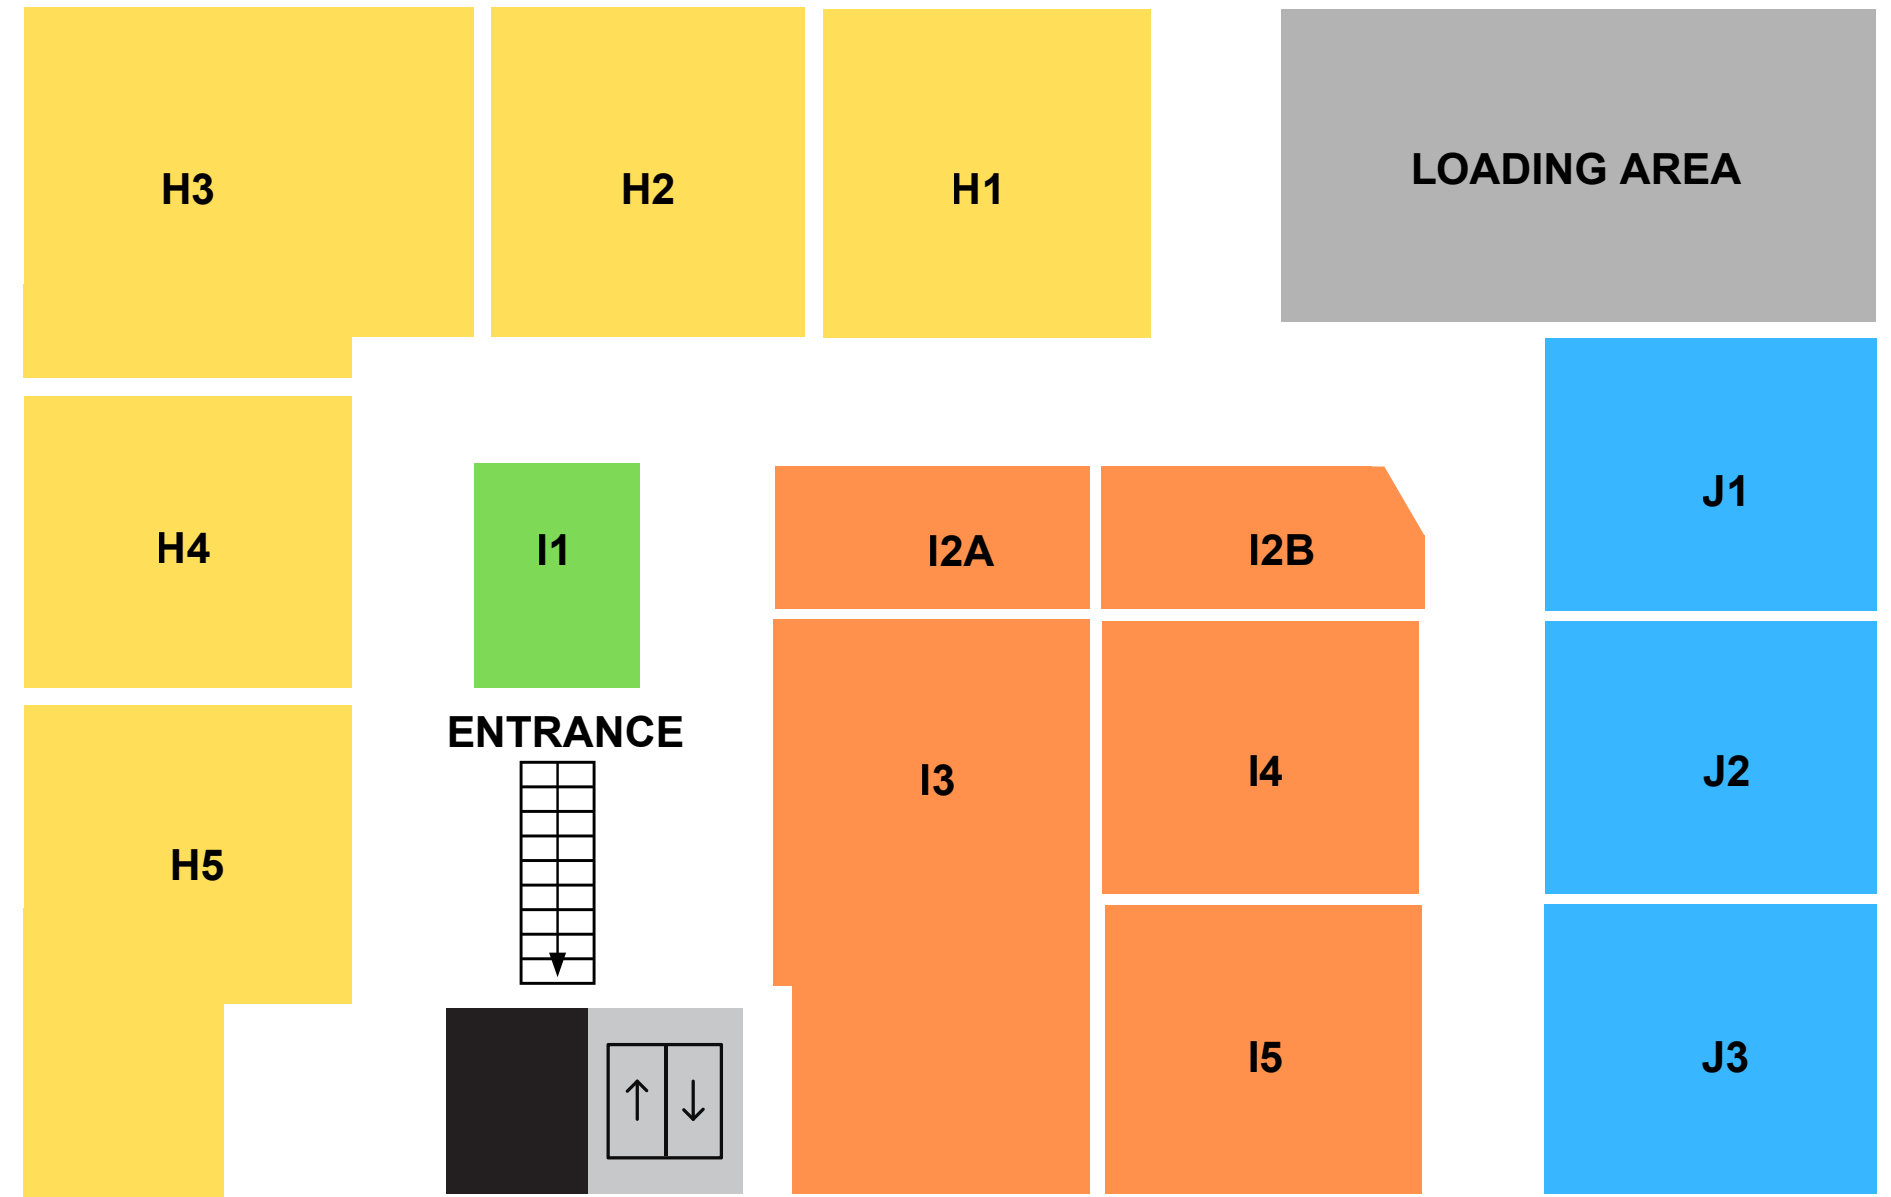 H3
H2
H1
LOADING AREA
H4
I1
I2A
I2B
J1
ENTRANCE
H5
I3
I4
J2
I5
J3